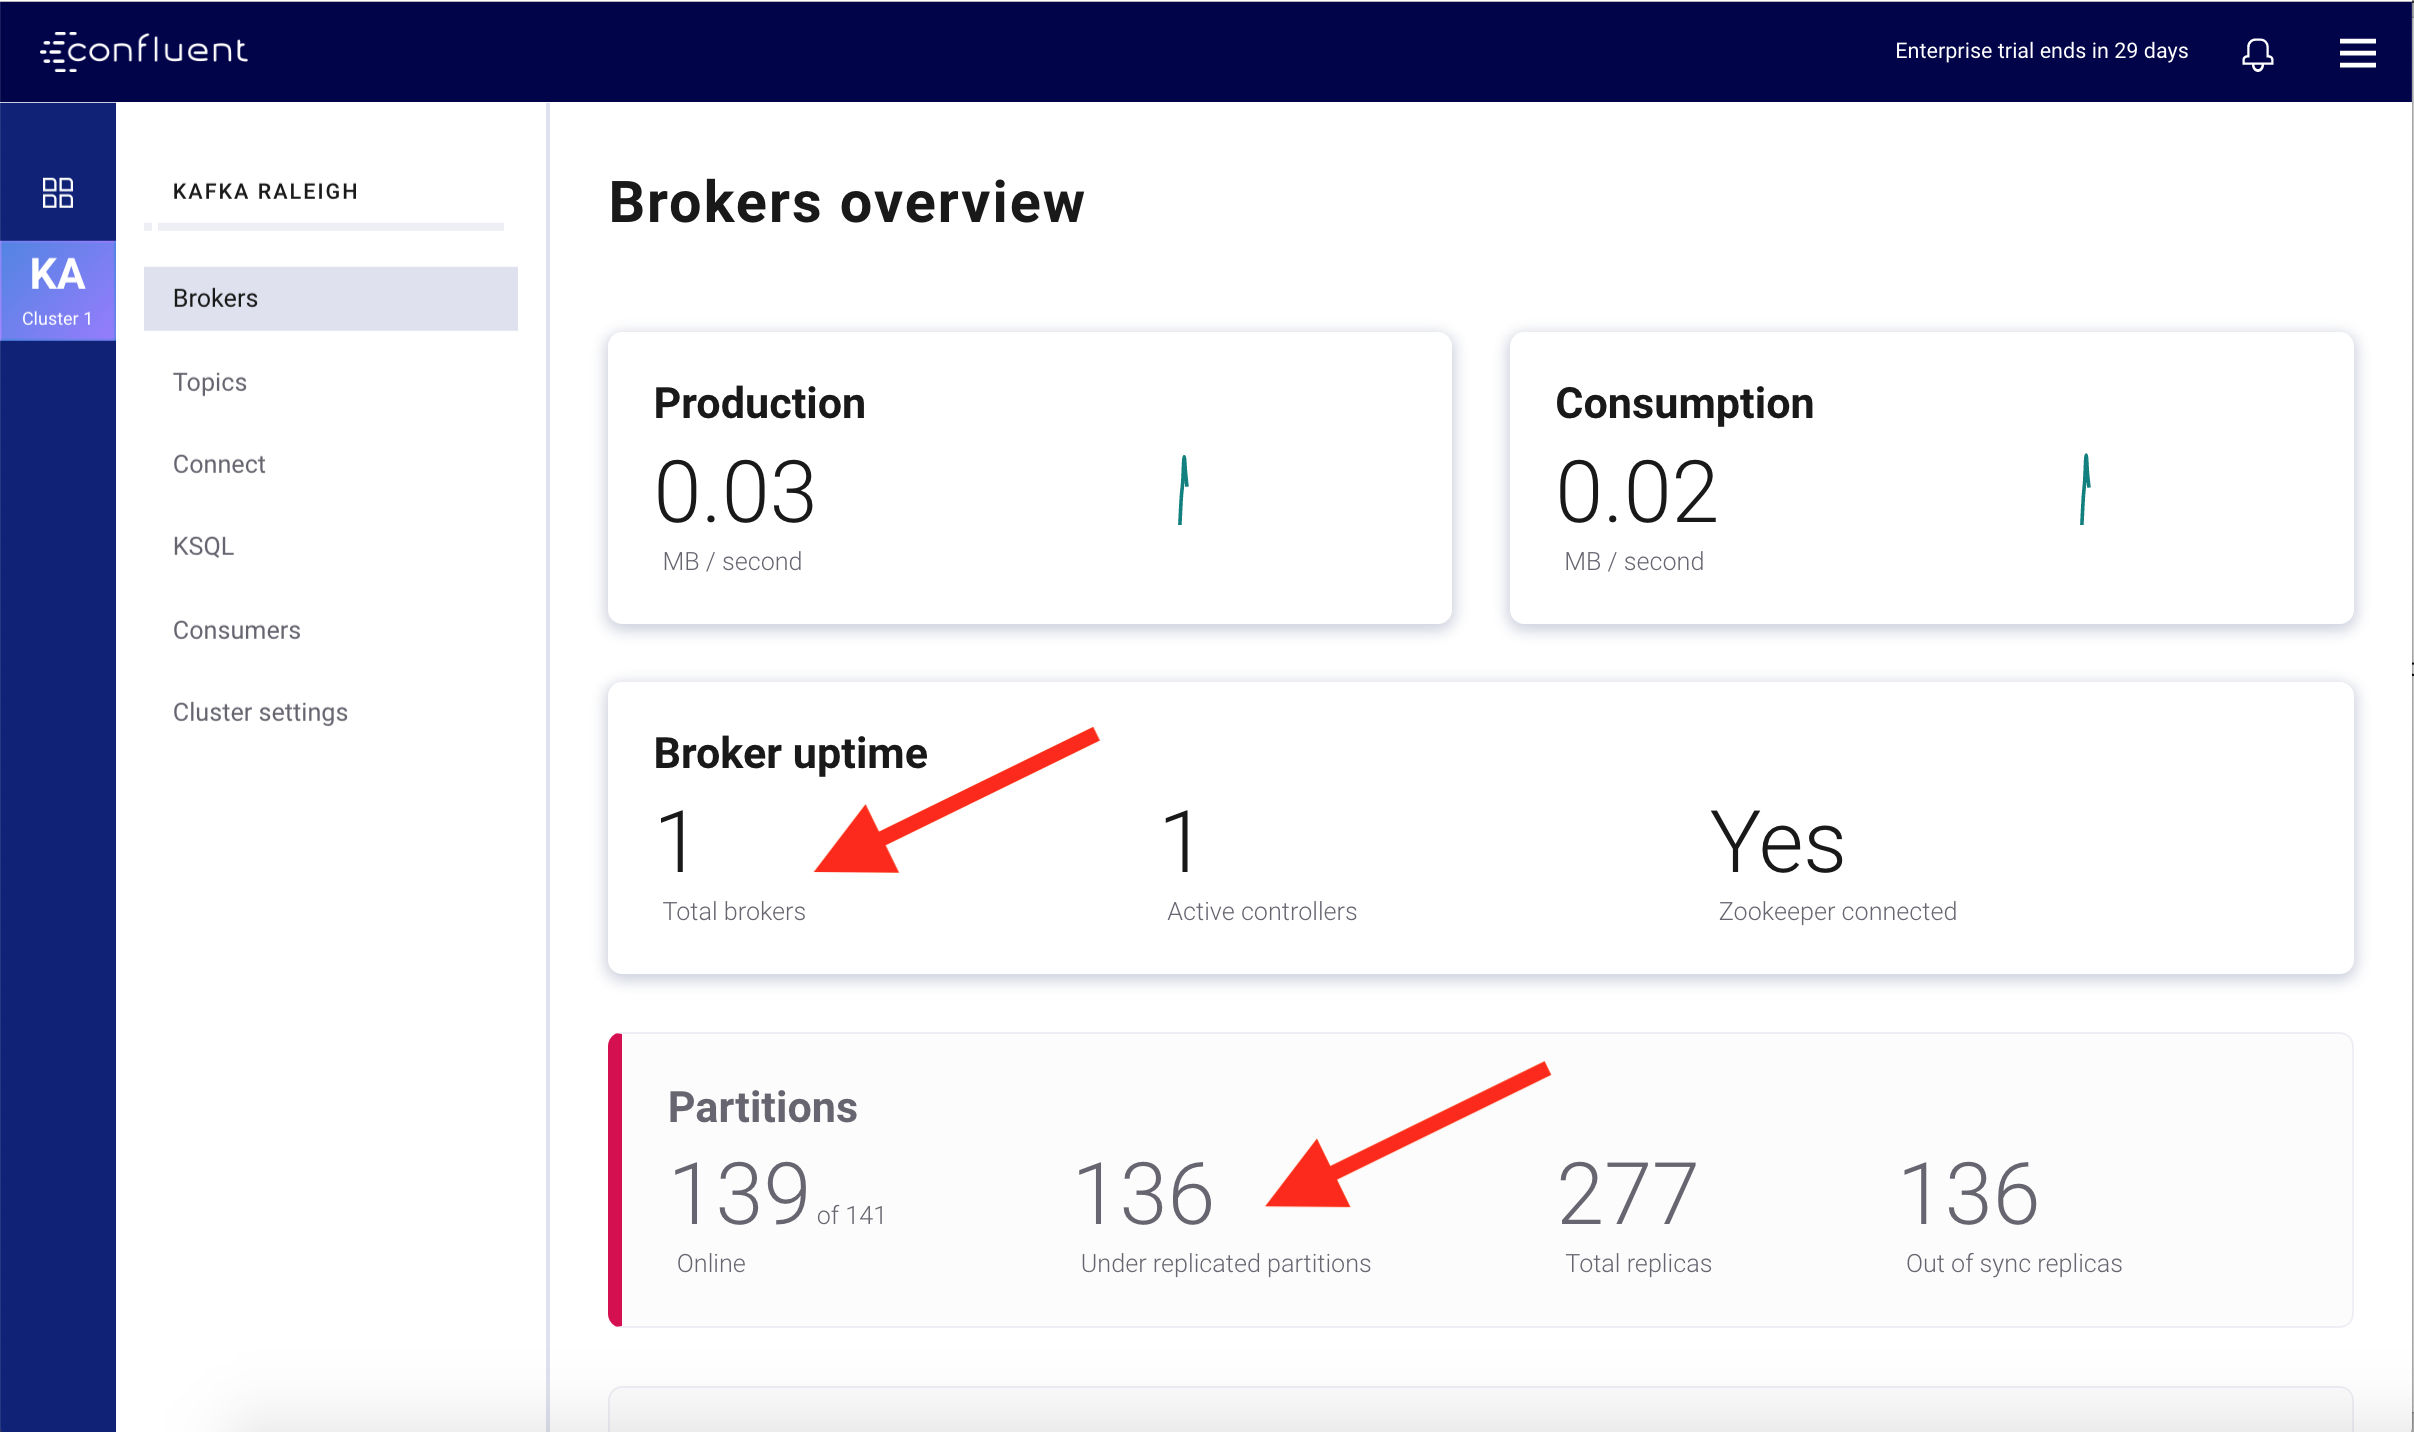 confluent
Enterprise trial ends in 29 days
KA
Cluster 1
KAFKA RALEIGH
Brokers
Topics
Connect
KSQL
Consumers
Cluster settings
Brokers overview
Production
0.03
MB / second
Consumption
0.02
MB / second
Broker uptime
1
Total brokers
1
Active controllers
Yes
Zookeeper connected
Partitions
139 of 141
Online
136
Under replicated partitions
277
Total replicas
136
Out of sync replicas